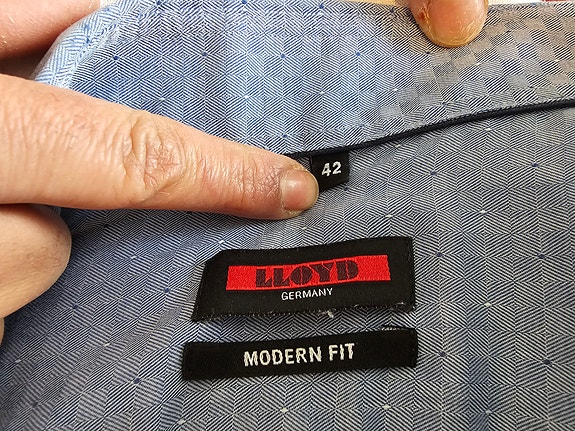 42
LLOYD
GERMANY
MODERN FIT